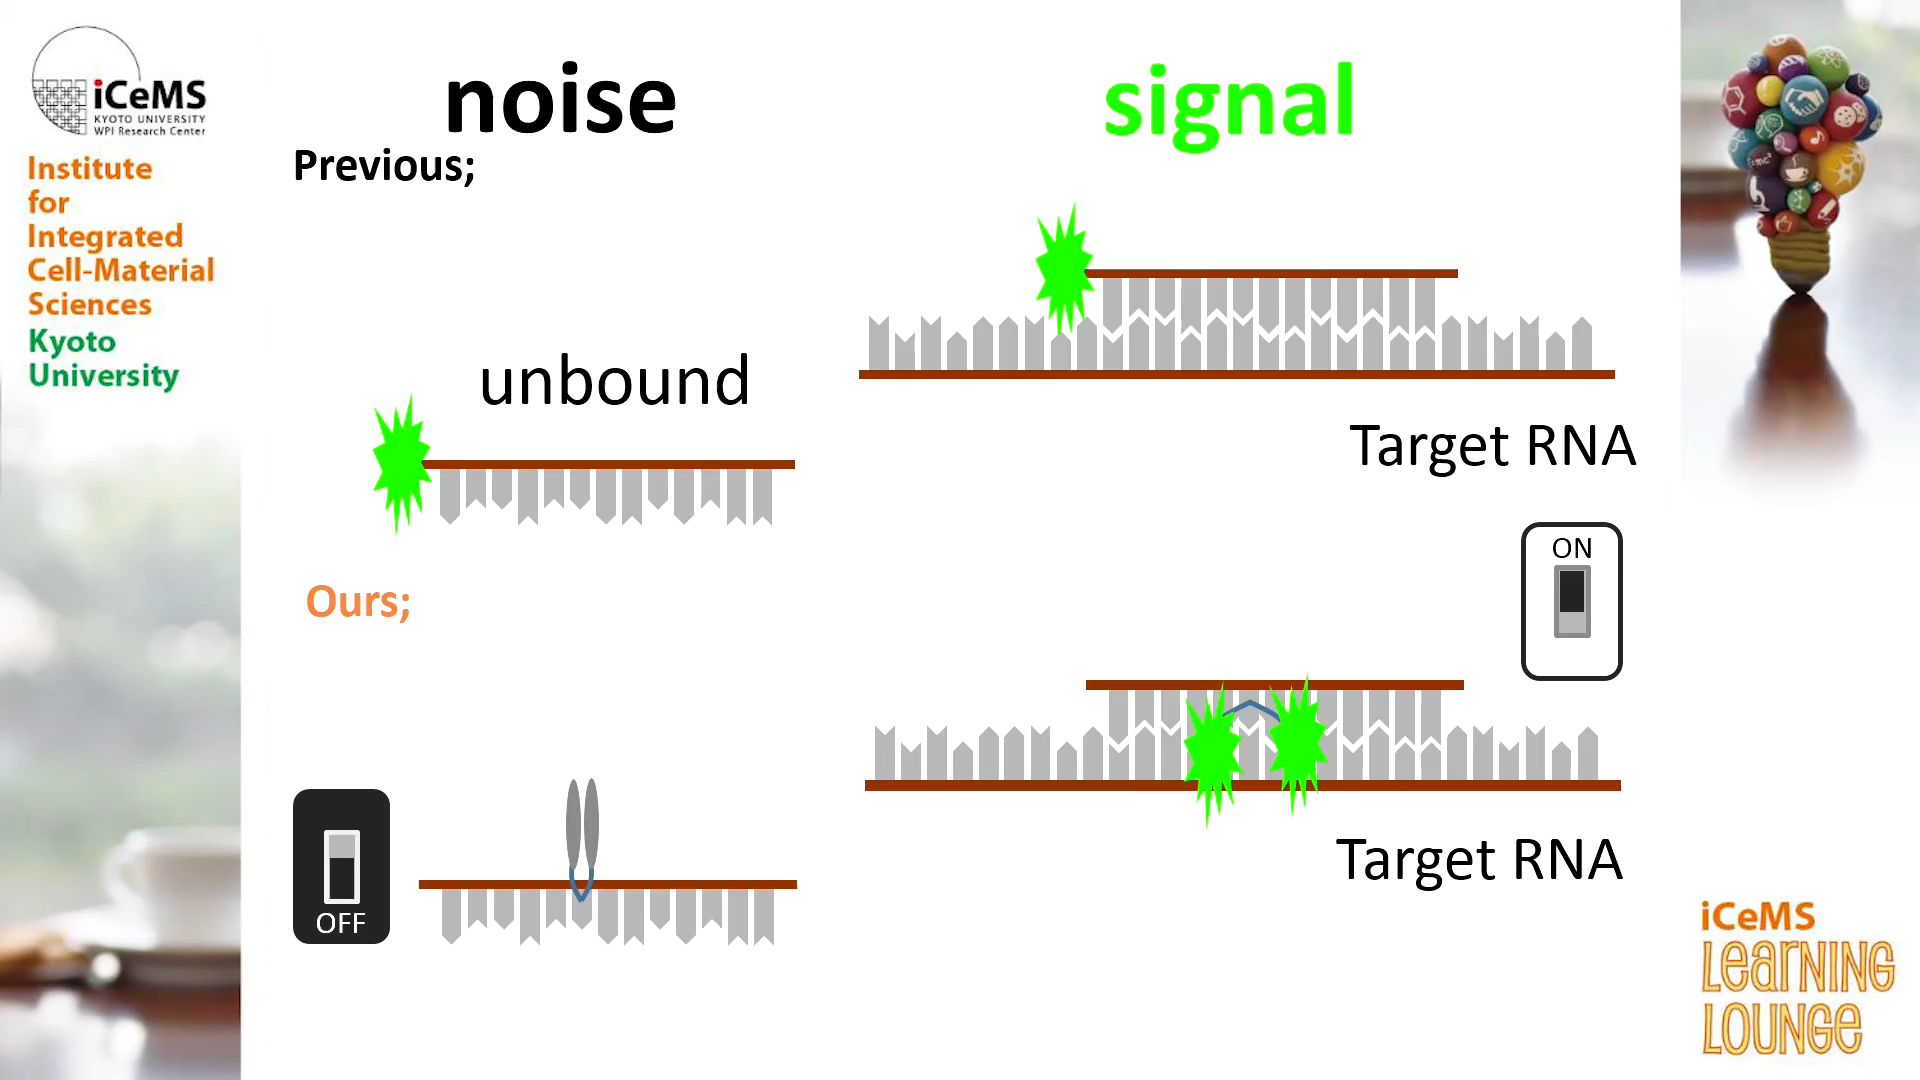 iCeMS
KYOTO UNIVERSITY
WPI Research Center
Institute
for
Integrated
Cell-Material
Sciences
Kyoto
University
noise
signal
Previous;
unbound
Target RNA
Ours;
ON
OFF
Target RNA
iCeMS
LeARNING
LOUNGe